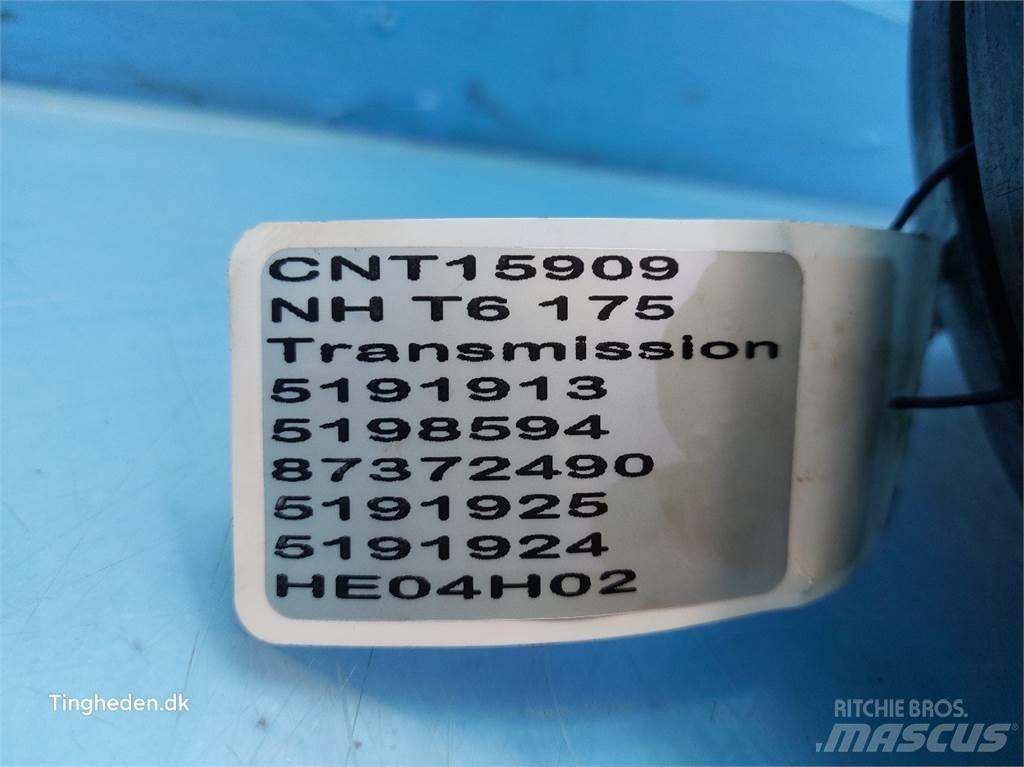 CNT15909
NH T6 175
Transmission
5191913
5198594
87372490
5191925
5191924
HE04H02
Tingheden.dk
RITCHIE BROS.
MASCUS